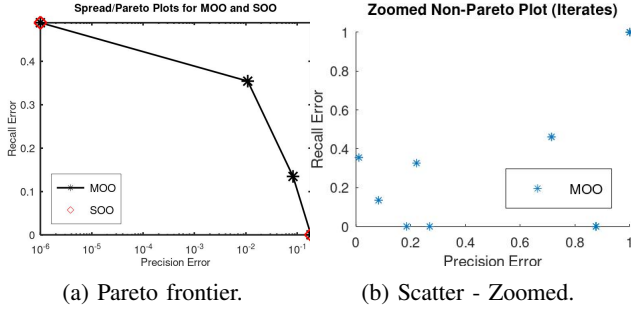 Spread/Pareto Plots for MOO and SOO
Recall Error
0.4
0.3
0.2
0.1
0
MOO
SOO
10^-6
10^-5
10^-4
10^-3
10^-2
10^-1
Precision Error
(a) Pareto frontier.
Zoomed Non-Pareto Plot (Iterates)
Recall Error
1
0.8
0.6
0.4
0.2
0
MOO
0
0.2
0.4
0.6
0.8
1
Precision Error
(b) Scatter - Zoomed.